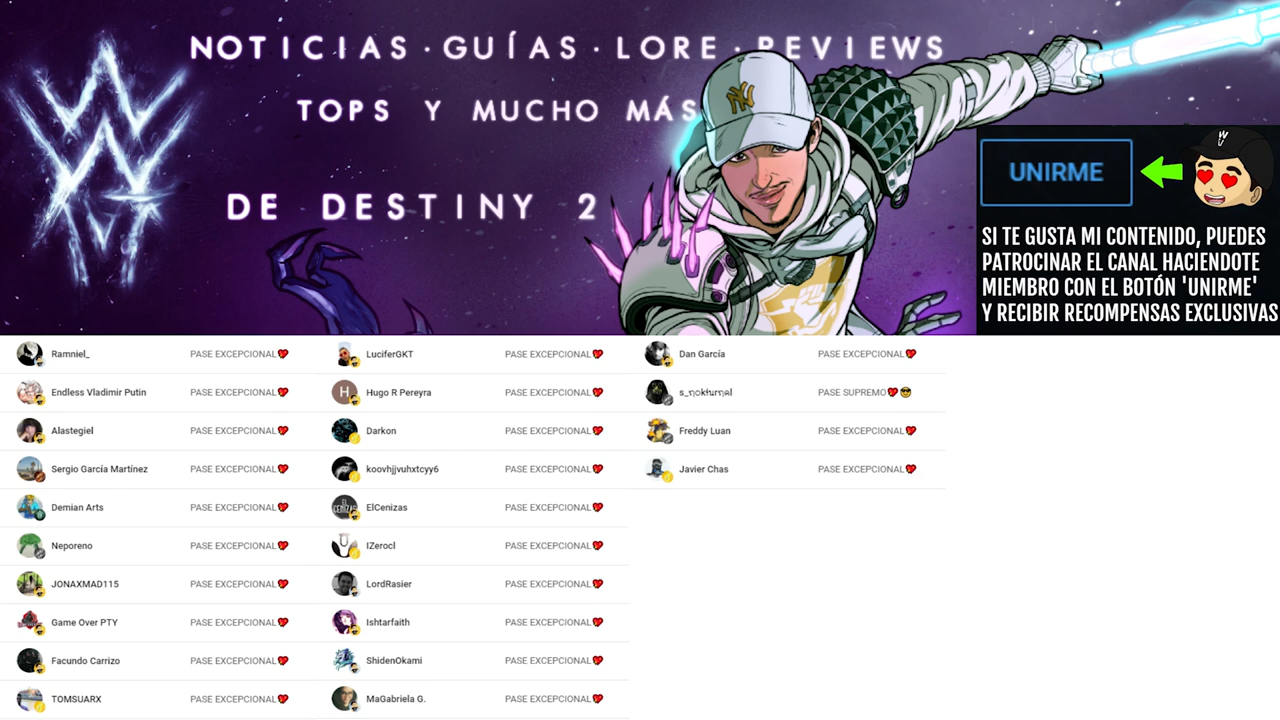 NOTICIAS · GUÍAS · LORE · REVIEWS
TOPS Y MUCHO MÁS
DE DESTINY 2
UNIRME
SI TE GUSTA MI CONTENIDO, PUEDES
PATROCINAR EL CANAL HACIENDOTE
MIEMBRO CON EL BOTÓN 'UNIRME'
Y RECIBIR RECOMPENSAS EXCLUSIVAS
Ramniel_ PASE EXCEPCIONAL
Endless Vladimir Putin PASE EXCEPCIONAL
Alastegiel PASE EXCEPCIONAL
Sergio García Martínez PASE EXCEPCIONAL
Demian Arts PASE EXCEPCIONAL
Neporeno PASE EXCEPCIONAL
JONAXMAD115 PASE EXCEPCIONAL
Game Over PTY PASE EXCEPCIONAL
Facundo Carrizo PASE EXCEPCIONAL
TOMSUARX PASE EXCEPCIONAL
LuciferGKT PASE EXCEPCIONAL
H Hugo R Pereyra PASE EXCEPCIONAL
Darkon PASE EXCEPCIONAL
koovhjjvuhxtcyy6 PASE EXCEPCIONAL
EL CENIZAS ElCenizas PASE EXCEPCIONAL
IZerocl PASE EXCEPCIONAL
LordRasier PASE EXCEPCIONAL
Ishtarfaith PASE EXCEPCIONAL
ShidenOkami PASE EXCEPCIONAL
MaGabriela G. PASE EXCEPCIONAL
Dan García PASE EXCEPCIONAL
PASE SUPREMO
Freddy Luan PASE EXCEPCIONAL
Javier Chas PASE EXCEPCIONAL